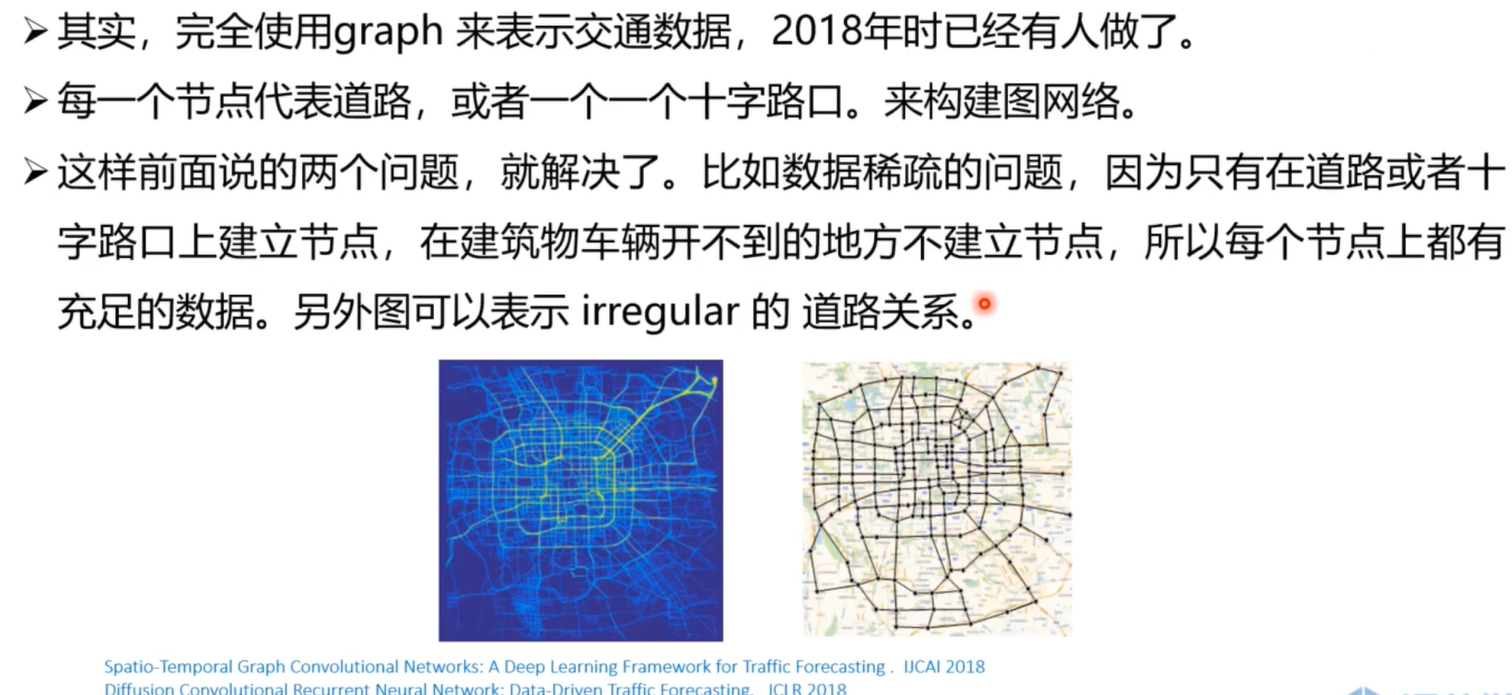 ➢其实，完全使用graph 来表示交通数据，2018年时已经有人做了。
➢每一个节点代表道路，或者一个一个十字路口。来构建图网络。
➢这样前面说的两个问题，就解决了。比如数据稀疏的问题，因为只有在道路或者十
字路口上建立节点，在建筑物车辆开不到的地方不建立节点，所以每个节点上都有
充足的数据。另外图可以表示 irregular 的 道路关系。
Spatio-Temporal Graph Convolutional Networks: A Deep Learning Framework for Traffic Forecasting . IJCAI 2018
Diffusion Convolutional Recurrent Neural Network: Data-Driven Traffic Forecasting. ICLR 2018